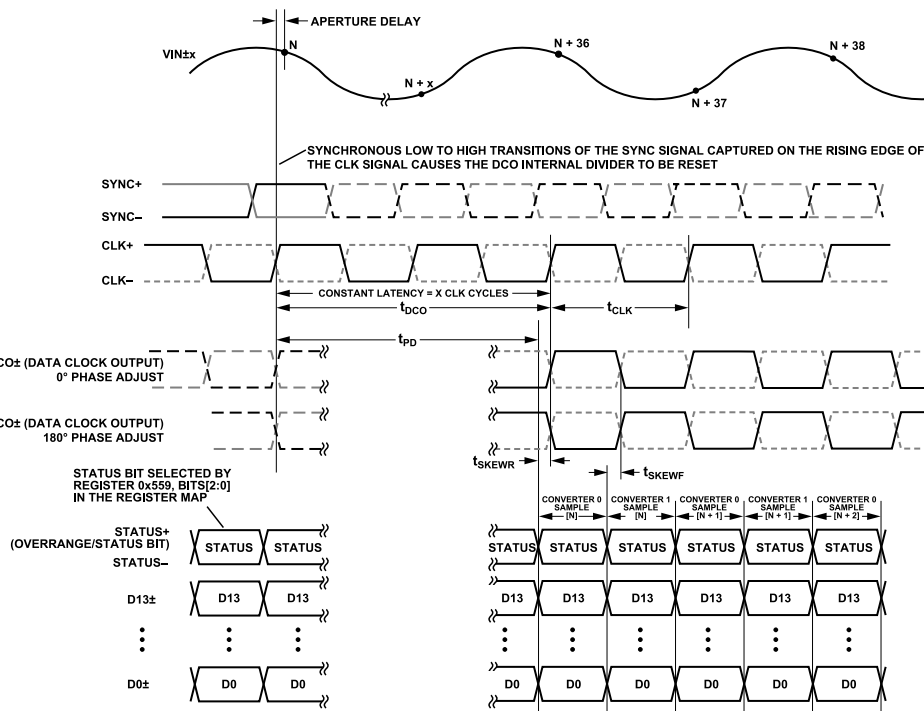 APERTURE DELAY
VIN±x
N
N + x
N + 36
N + 37
N + 38
SYNCHRONOUS LOW TO HIGH TRANSITIONS OF THE SYNC SIGNAL CAPTURED ON THE RISING EDGE OF
THE CLK SIGNAL CAUSES THE DCO INTERNAL DIVIDER TO BE RESET
SYNC+
SYNC–
CLK+
CLK–
CONSTANT LATENCY = X CLK CYCLES
tDCO
tCLK
tPD
CO± (DATA CLOCK OUTPUT)
0° PHASE ADJUST
CO± (DATA CLOCK OUTPUT)
180° PHASE ADJUST
tSKEWR
tSKEWF
STATUS BIT SELECTED BY
REGISTER 0x559, BITS[2:0]
IN THE REGISTER MAP
CONVERTER 0
SAMPLE
[N]
CONVERTER 1
SAMPLE
[N]
CONVERTER 0
SAMPLE
[N + 1]
CONVERTER 1
SAMPLE
[N + 1]
CONVERTER 0
SAMPLE
[N + 2]
STATUS+
(OVERRANGE/STATUS BIT)
STATUS–
STATUS STATUS STATUS STATUS STATUS STATUS STATUS STATUS
D13± D13 D13 D13 D13 D13 D13 D13 D13
D0± D0 D0 D0 D0 D0 D0 D0 D0